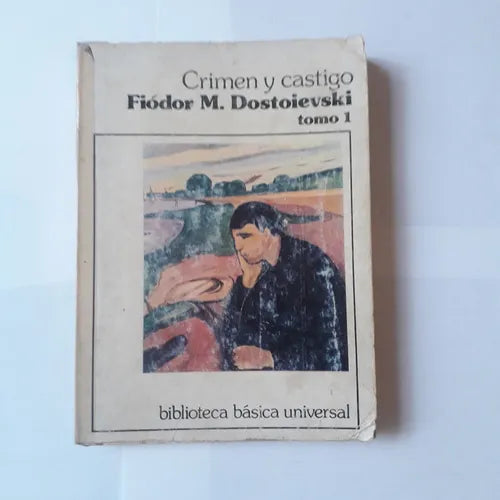 Crimen y castigo
Fiódor M. Dostoievski
tomo 1
biblioteca básica universal